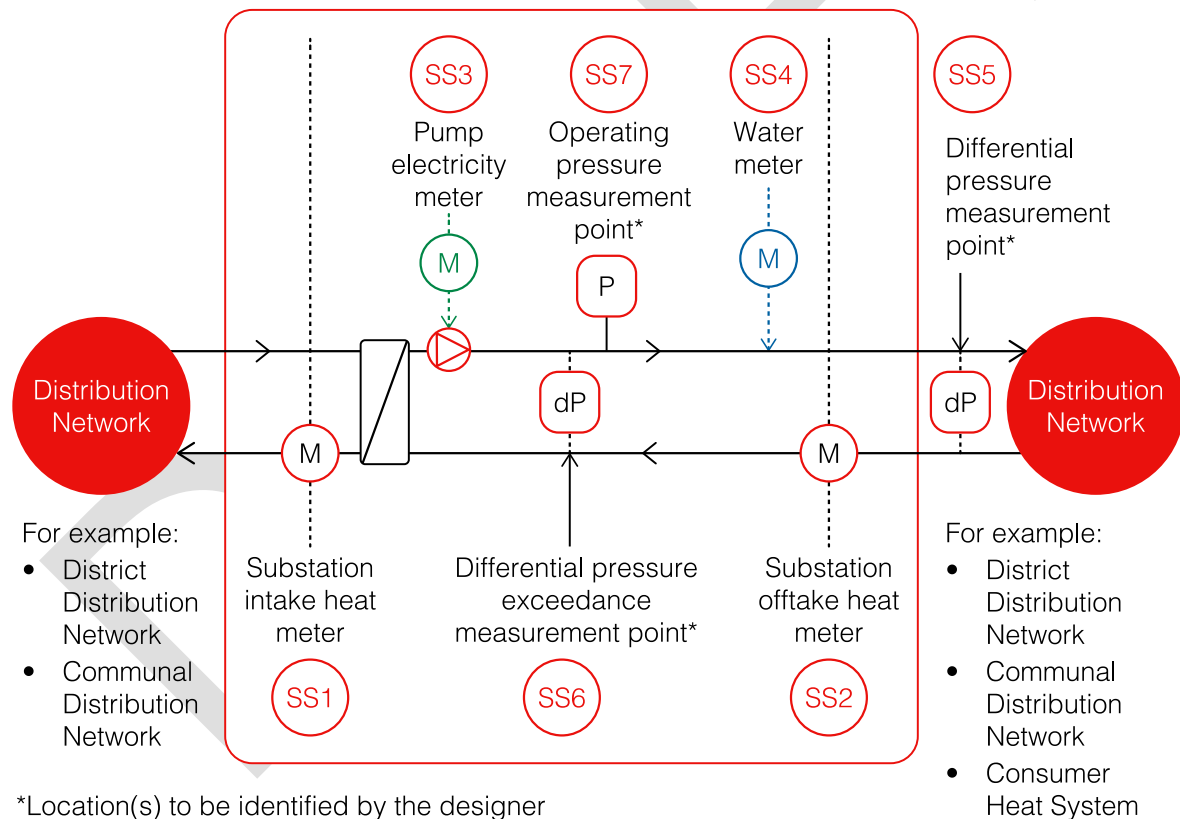 SS3
SS7
SS4
SS5
Pump
electricity
meter
Operating
pressure
measurement
point*
Water
meter
Differential
pressure
measurement
point*
M
M
P
Distribution
Network
dP
dP
Distribution
Network
M
M
For example:
• District
Distribution
Network
• Communal
Distribution
Network
Substation
intake heat
meter
Differential pressure
exceedance
measurement point*
Substation
offtake heat
meter
For example:
• District
Distribution
Network
• Communal
Distribution
Network
• Consumer
Heat System
SS1
SS6
SS2
*Location(s) to be identified by the designer